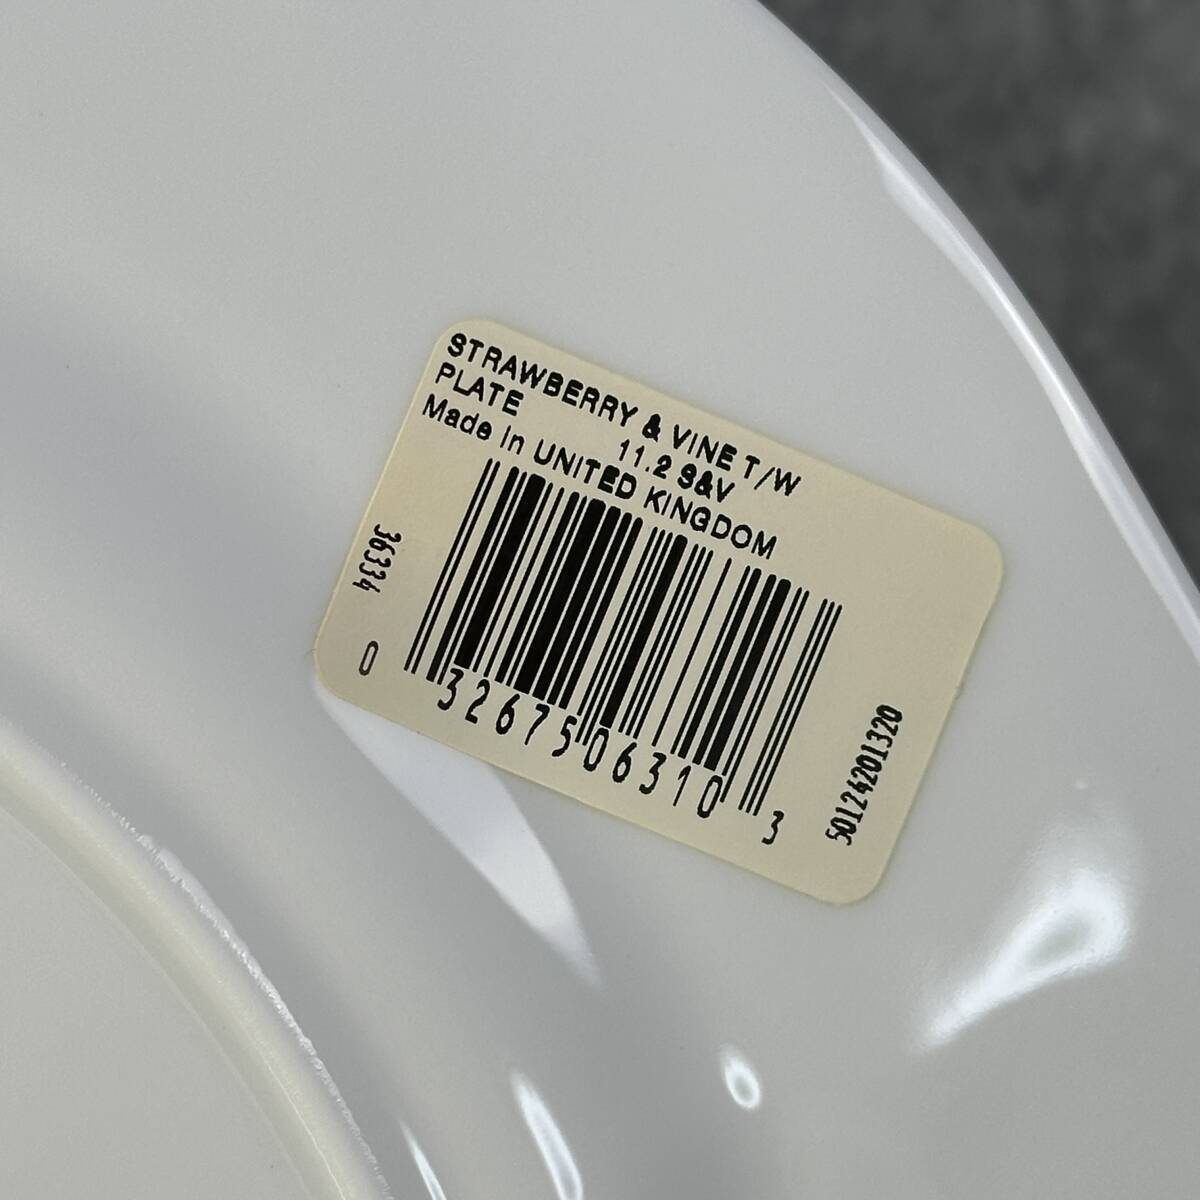 STRAWBERRY & VINE T/W
PLATE
11.2 S&V
Made in UNITED KINGDOM
36334
0 32675 06310 3
50124201320